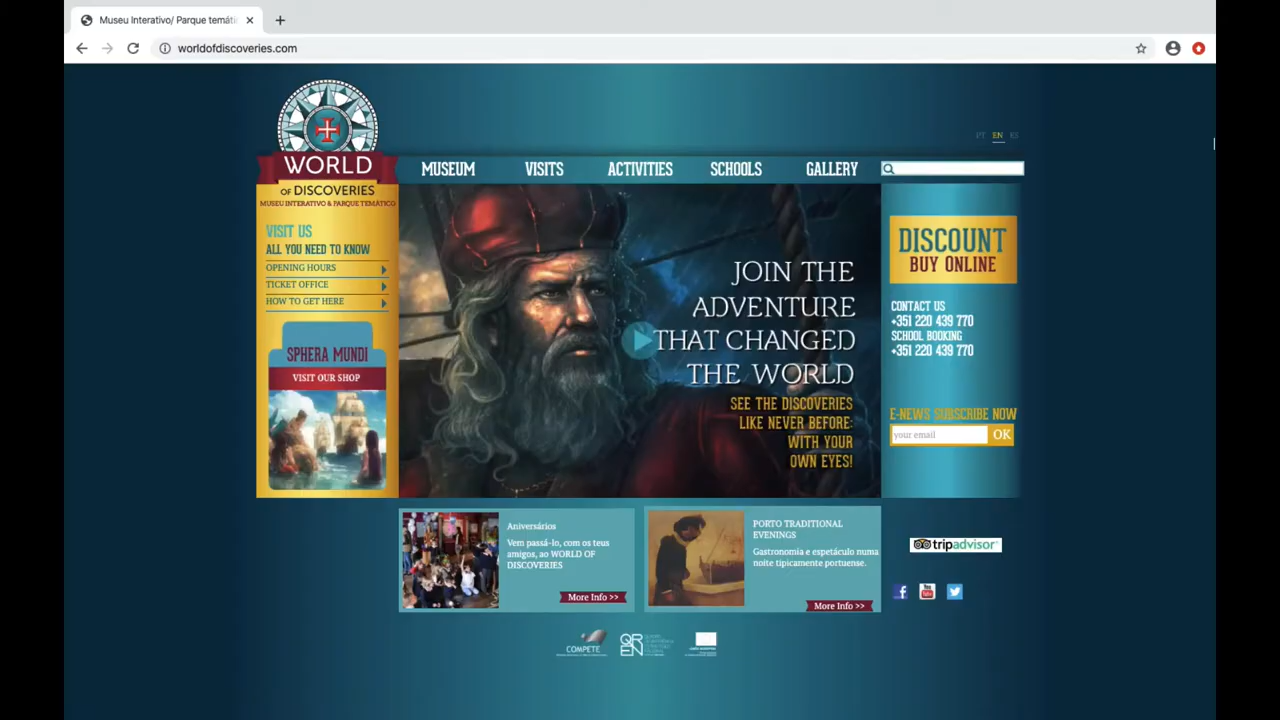 Museu Interativo/ Parque temáti
worldofdiscoveries.com
PT EN ES
WORLD
OF DISCOVERIES
MUSEU INTERATIVO & PARQUE TEMÁTICO
MUSEUM VISITS ACTIVITIES SCHOOLS GALLERY
VISIT US
ALL YOU NEED TO KNOW
OPENING HOURS
TICKET OFFICE
HOW TO GET HERE
SPHERA MUNDI
VISIT OUR SHOP
JOIN THE
ADVENTURE
THAT CHANGED
THE WORLD
SEE THE DISCOVERIES
LIKE NEVER BEFORE:
WITH YOUR
OWN EYES!
DISCOUNT
BUY ONLINE
CONTACT US
+351 220 439 770
SCHOOL BOOKING
+351 220 439 770
E-NEWS SUBSCRIBE NOW
your email OK
Aniversários
Vem passá-lo, com os teus
amigos, ao WORLD OF
DISCOVERIES
More Info >>
PORTO TRADITIONAL
EVENINGS
Gastronomia e espetáculo numa
noite tipicamente portuense.
More Info >>
tripadvisor
You Tube
COMPETE
QREN